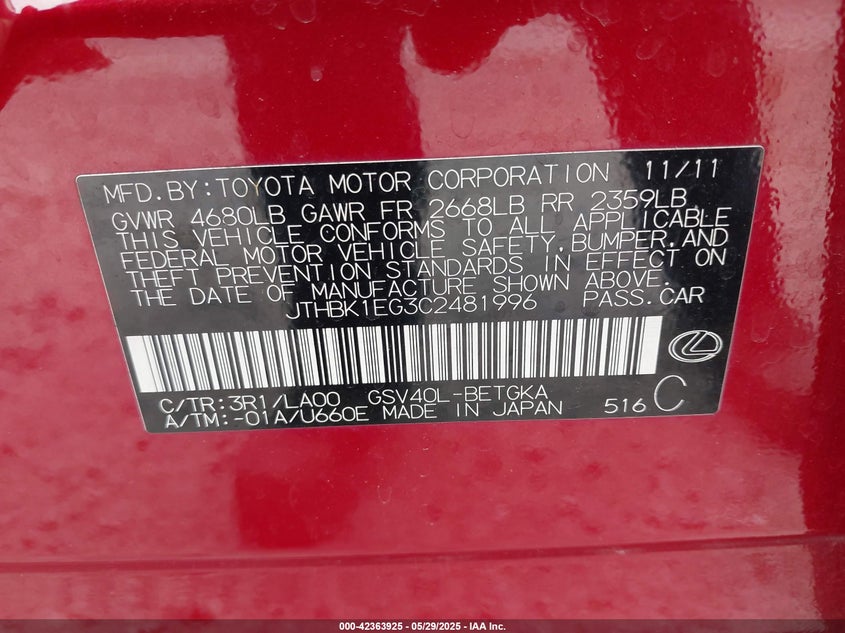 MFD.BY:TOYOTA MOTOR CORPORATION 11/11
GVWR 4680LB GAWR FR 2668LB RR 2359LB
THIS VEHICLE CONFORMS TO ALL APPLICABLE
FEDERAL MOTOR VEHICLE SAFETY,BUMPER,AND
THEFT PREVENTION STANDARDS IN EFFECT ON
THE DATE OF MANUFACTURE SHOWN ABOVE.
JTHBK1EG3C2481996 PASS.CAR
C/TR:3R1/LA00 GSV40L-BETGKA
A/TM:-01A/U660E MADE IN JAPAN 516 C
000-42363925 - 05/29/2025 - IAA Inc.